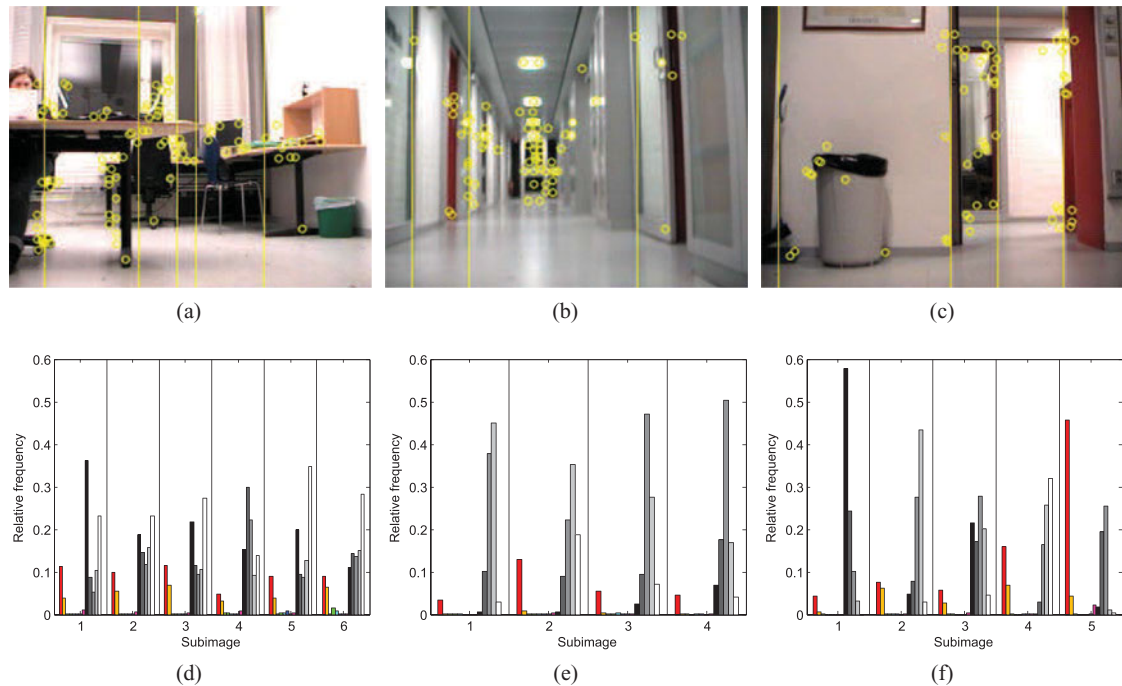 (a) (b) (c)
0.6 0.6 0.6
0.5 0.5 0.5
0.4 0.4 0.4
0.3 0.3 0.3
0.2 0.2 0.2
0.1 0.1 0.1
0 0 0
Relative frequency Relative frequency Relative frequency
1 2 3 4 5 6 1 2 3 4 1 2 3 4 5
Subimage Subimage Subimage
(d) (e) (f)